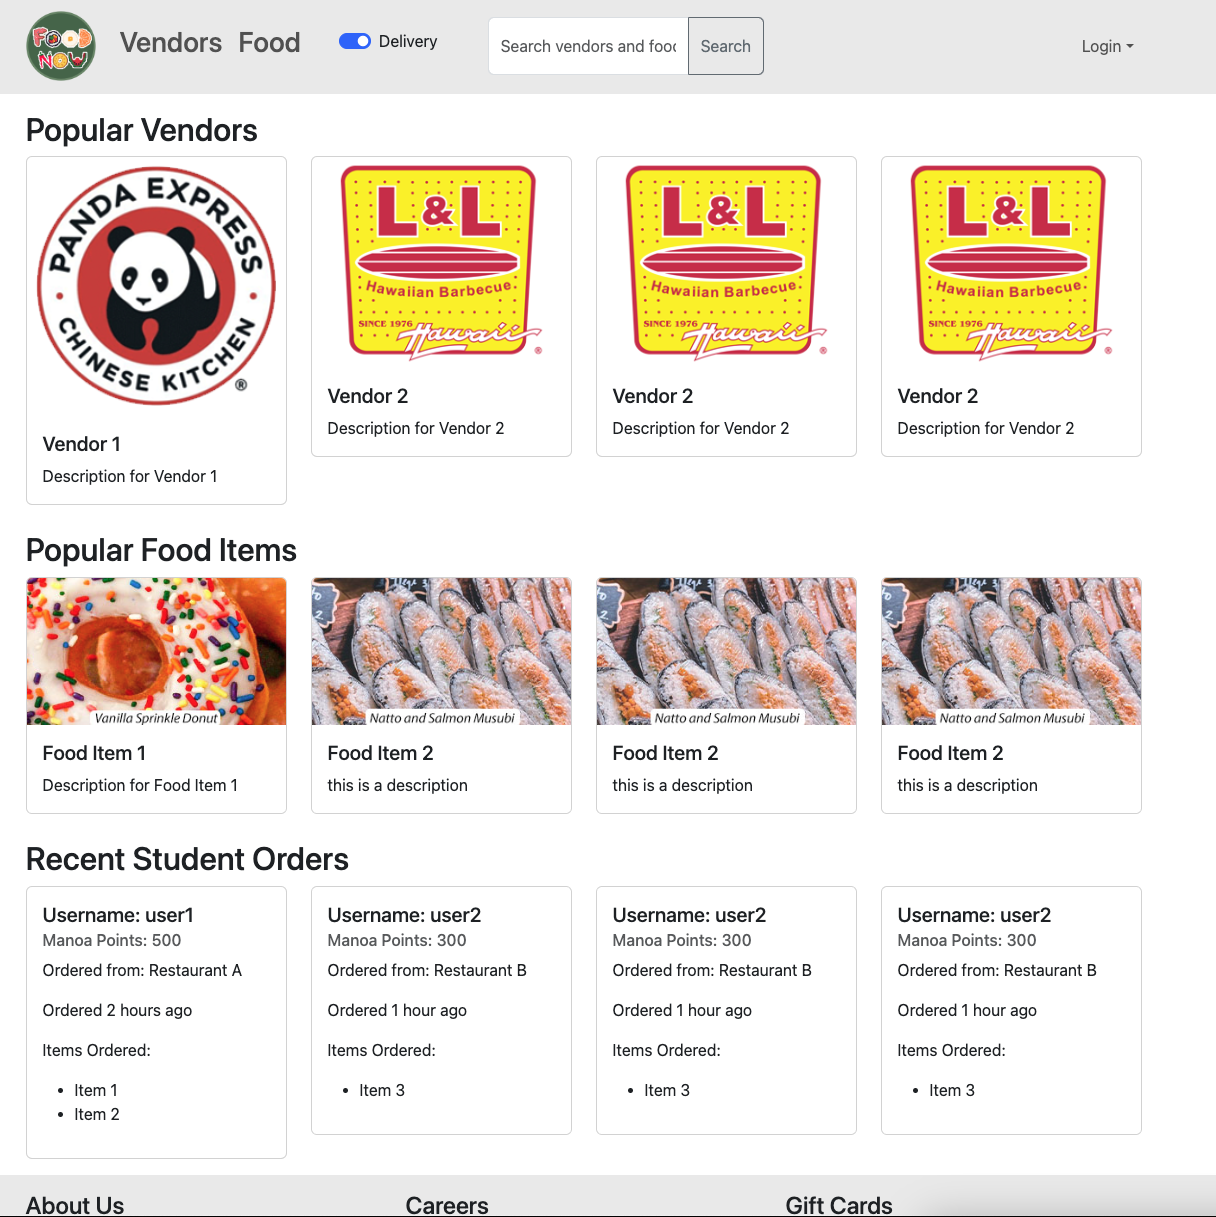 FOOD
NOW
Vendors Food Delivery Search vendors and food Search Login
Popular Vendors
PANDA EXPRESS
CHINESE KITCHEN
®
Vendor 1
Description for Vendor 1
L&L
Hawaiian Barbecue
SINCE 1976
Hawaii
®
Vendor 2
Description for Vendor 2
L&L
Hawaiian Barbecue
SINCE 1976
Hawaii
®
Vendor 2
Description for Vendor 2
L&L
Hawaiian Barbecue
SINCE 1976
Hawaii
®
Vendor 2
Description for Vendor 2
Popular Food Items
Vanilla Sprinkle Donut
Food Item 1
Description for Food Item 1
Natto and Salmon Musubi
Food Item 2
this is a description
Natto and Salmon Musubi
Food Item 2
this is a description
Natto and Salmon Musubi
Food Item 2
this is a description
Recent Student Orders
Username: user1
Manoa Points: 500
Ordered from: Restaurant A
Ordered 2 hours ago
Items Ordered:
• Item 1
• Item 2
Username: user2
Manoa Points: 300
Ordered from: Restaurant B
Ordered 1 hour ago
Items Ordered:
• Item 3
Username: user2
Manoa Points: 300
Ordered from: Restaurant B
Ordered 1 hour ago
Items Ordered:
• Item 3
Username: user2
Manoa Points: 300
Ordered from: Restaurant B
Ordered 1 hour ago
Items Ordered:
• Item 3
About Us Careers Gift Cards